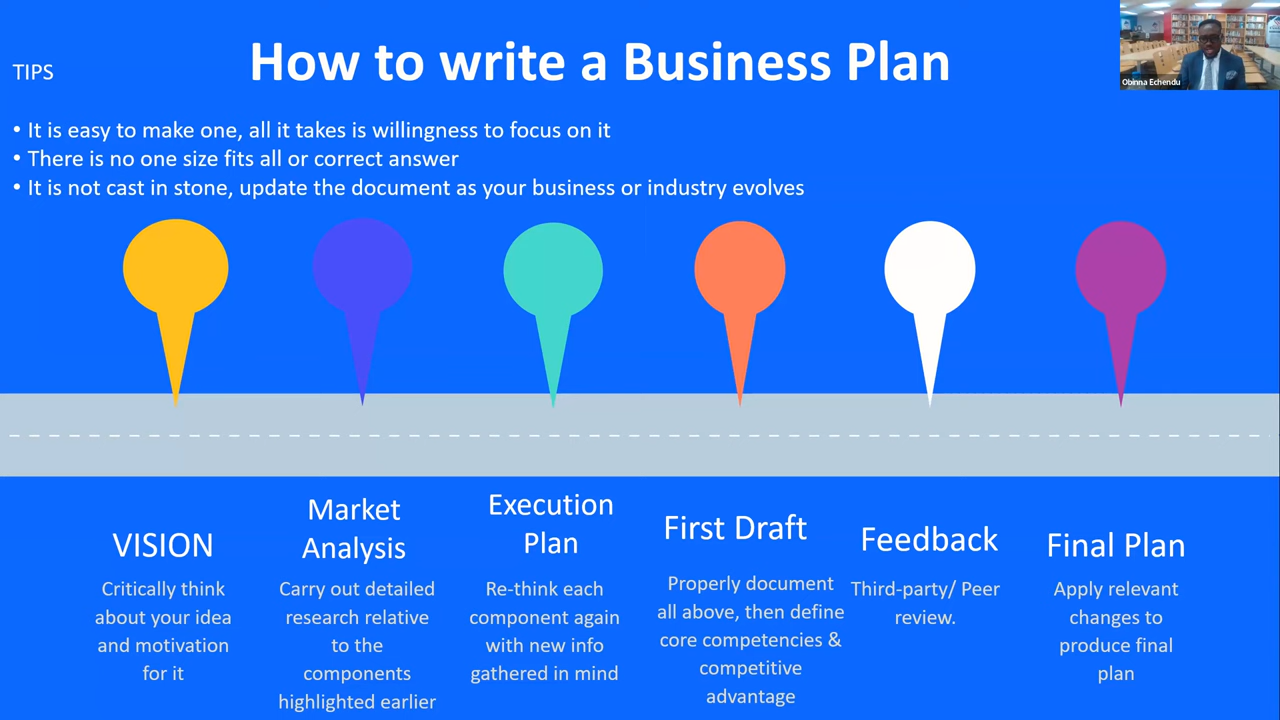 TIPS
How to write a Business Plan
Obinna Echendu
• It is easy to make one, all it takes is willingness to focus on it
• There is no one size fits all or correct answer
• It is not cast in stone, update the document as your business or industry evolves
VISION
Critically think
about your idea
and motivation
for it
Market
Analysis
Carry out detailed
research relative
to the
components
highlighted earlier
Execution
Plan
Re-think each
component again
with new info
gathered in mind
First Draft
Properly document
all above, then define
core competencies &
competitive
advantage
Feedback
Third-party/ Peer
review.
Final Plan
Apply relevant
changes to
produce final
plan